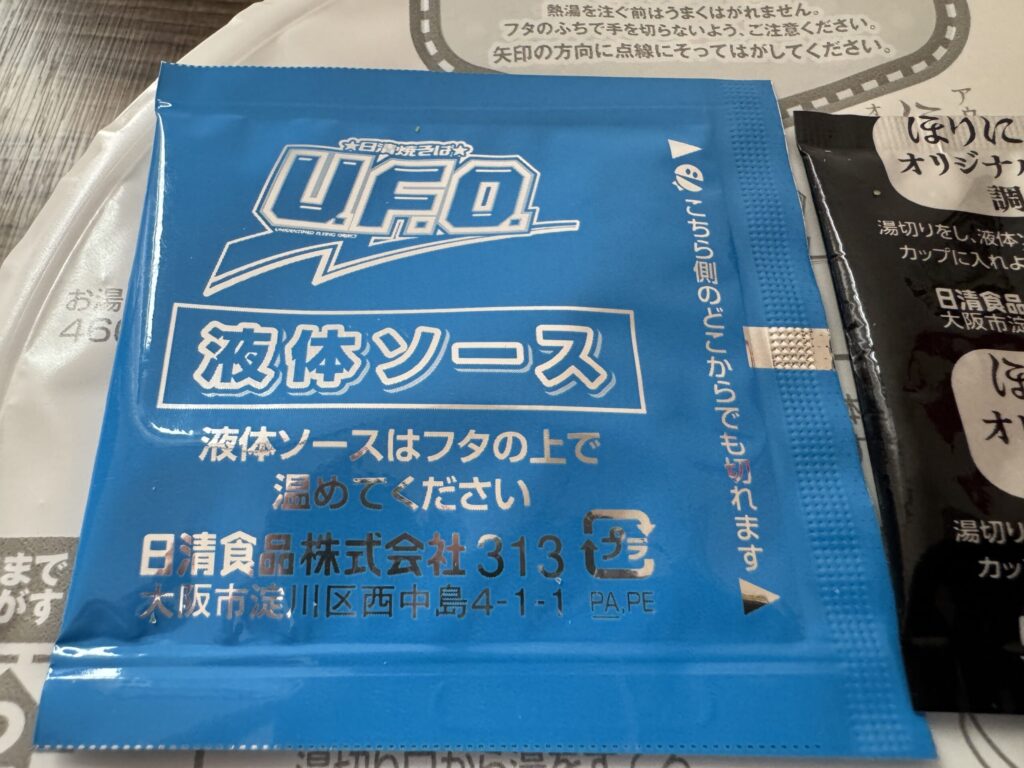 熱湯を注ぐ前はうまくはがれません。
フタのふちで手を切らないよう、ご注意ください。
矢印の方向に点線にそってはがしてください。
★日清焼そば★
U.F.O.
液体ソース
液体ソースはフタの上で
温めてください
日清食品株式会社 313
プラ
大阪市淀川区西中島4-1-1
PA,PE
こちら側のどこからでも切れます
お湯
460
まで
がす
ほりに
オリジナル
調
湯切りをし、液体ソ
カップに入れよ
日清食品
大阪市淀
ほ
オリ
湯切り
カッ